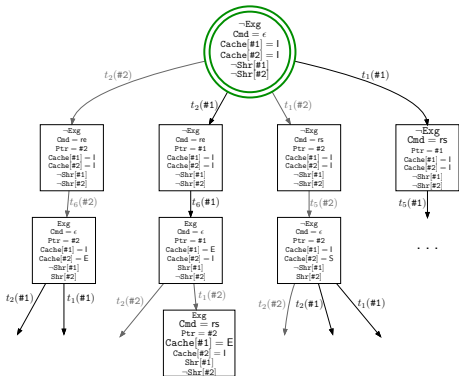 ¬Exg
Cmd = ϵ
Cache[#1] = I
Cache[#2] = I
¬Shr[#1]
¬Shr[#2]
t₂(#2)
t₂(#1)
t₁(#2)
t₁(#1)
¬Exg
Cmd = re
Ptr = #2
Cache[#1] = I
Cache[#2] = I
¬Shr[#1]
¬Shr[#2]
¬Exg
Cmd = re
Ptr = #1
Cache[#1] = I
Cache[#2] = I
¬Shr[#1]
¬Shr[#2]
¬Exg
Cmd = rs
Ptr = #2
Cache[#1] = I
Cache[#2] = I
¬Shr[#1]
¬Shr[#2]
¬Exg
Cmd = rs
Ptr = #1
Cache[#1] = I
Cache[#2] = I
¬Shr[#1]
¬Shr[#2]
t₆(#2)
t₆(#1)
t₅(#2)
t₅(#1)
Exg
Cmd = ϵ
Ptr = #2
Cache[#1] = I
Cache[#2] = E
¬Shr[#1]
Shr[#2]
Exg
Cmd = ϵ
Ptr = #1
Cache[#1] = E
Cache[#2] = I
Shr[#1]
¬Shr[#2]
¬Exg
Cmd = ϵ
Ptr = #2
Cache[#1] = I
Cache[#2] = S
¬Shr[#1]
Shr[#2]
. . .
t₂(#1)
t₁(#1)
t₂(#2)
t₁(#2)
t₂(#2)
t₂(#1)
t₁(#1)
Exg
Cmd = rs
Ptr = #2
Cache[#1] = E
Cache[#2] = I
Shr[#1]
¬Shr[#2]